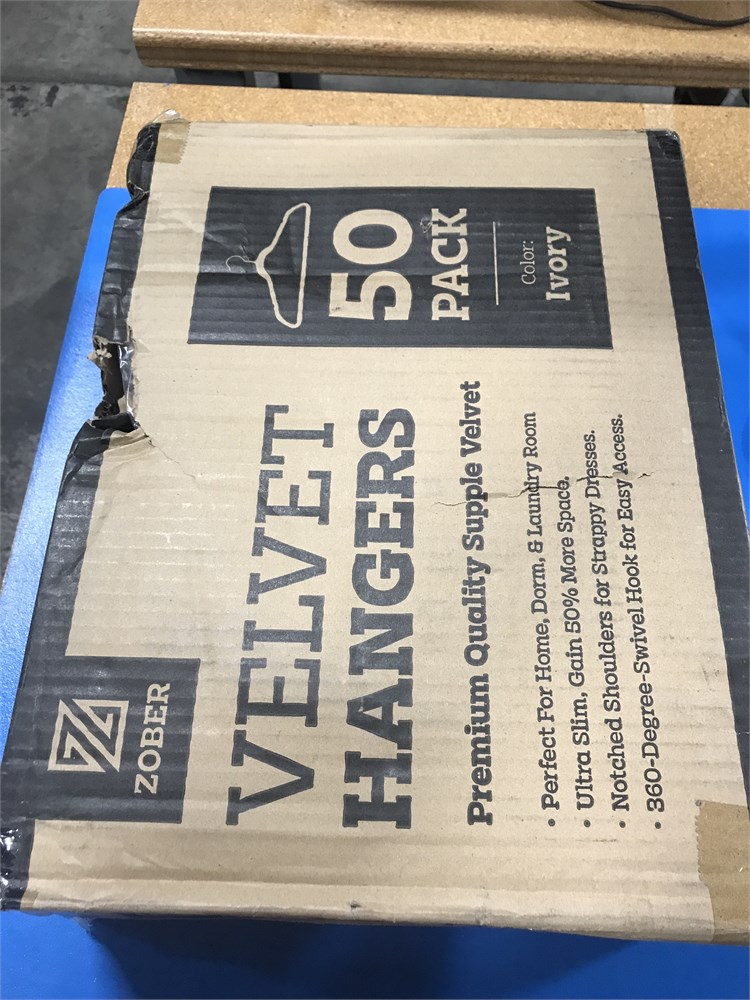 ZOBER
VELVET
HANGERS
Premium Quality Supple Velvet
• Perfect For Home, Dorm, & Laundry Room
• Ultra Slim, Gain 50% More Space.
• Notched Shoulders for Strappy Dresses.
• 360-Degree-Swivel Hook for Easy Access.
50
PACK
Color:
Ivory